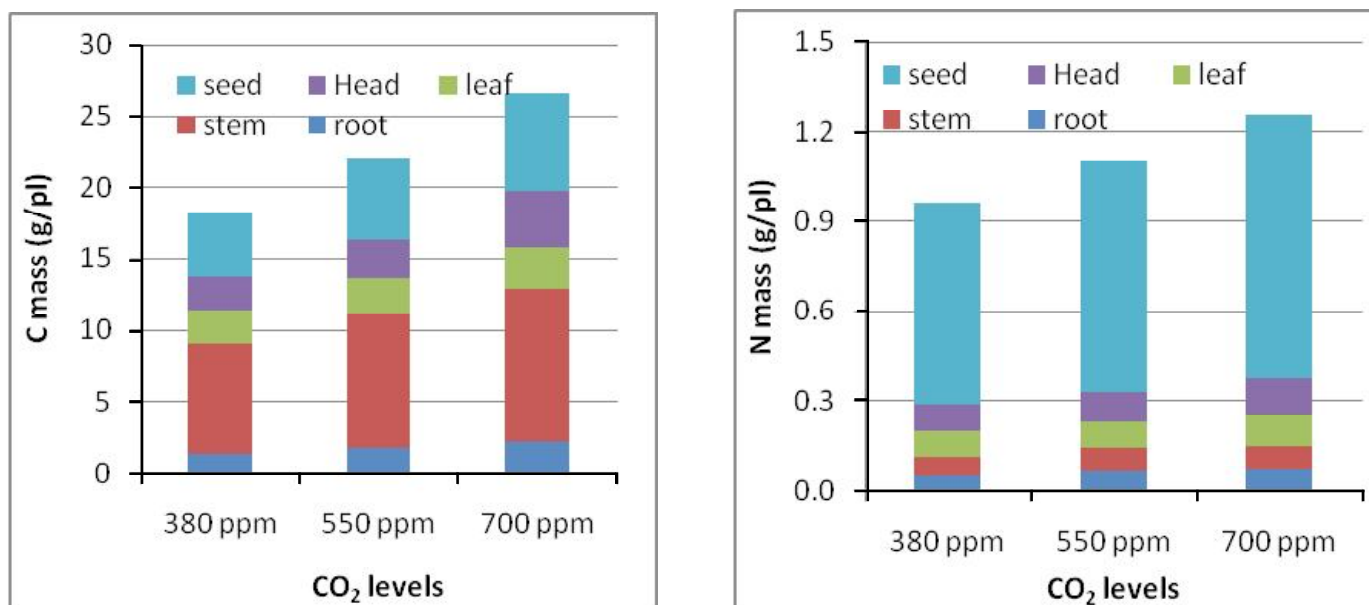 30
25
20
15
10
5
0
C mass (g/pl)
seed Head leaf
stem root
380 ppm 550 ppm 700 ppm
CO₂ levels
1.5
1.2
0.9
0.6
0.3
0.0
N mass (g/pl)
seed Head leaf
stem root
380 ppm 550 ppm 700 ppm
CO₂ levels